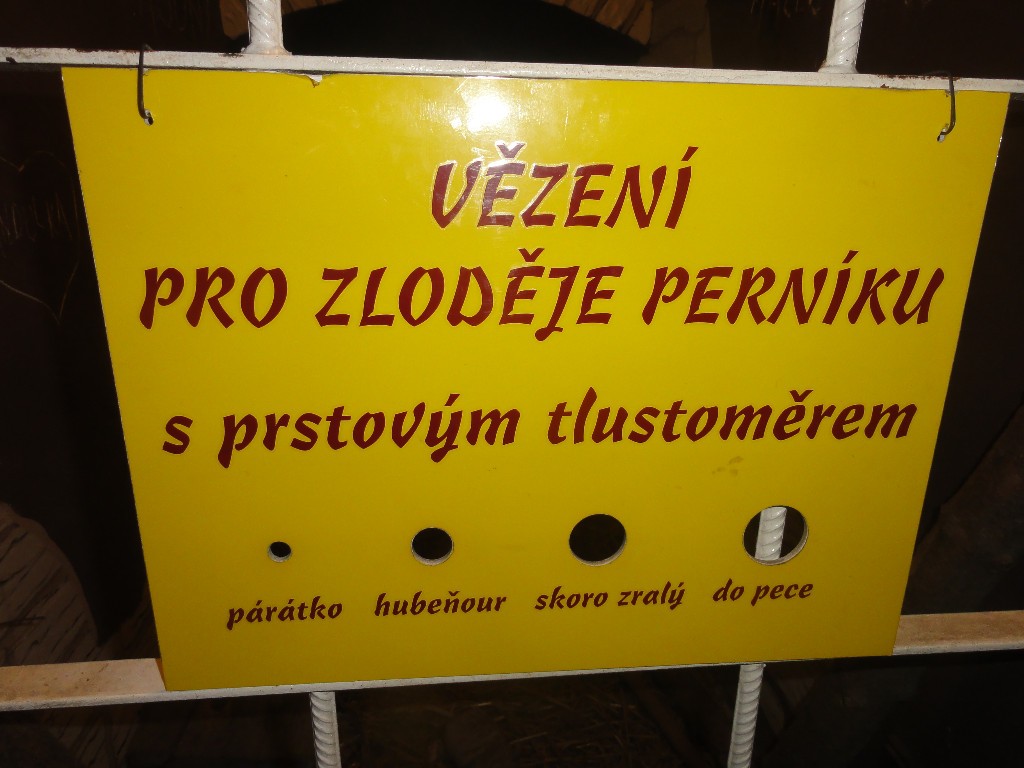 VĚZENÍ
PRO ZLODĚJE PERNÍKU
s prstovým tlustoměrem
párátko hubeňour skoro zralý do pece